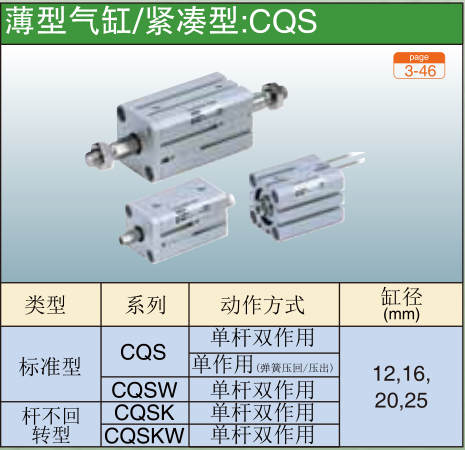 薄型气缸/紧凑型:CQS
page
3-46
类型 系列 动作方式 缸径
(mm)
标准型 CQS 单杆双作用
单作用(弹簧压回/压出)
CQSW 单杆双作用
杆不回
转型 CQSK 单杆双作用
CQSKW 单杆双作用
12,16,
20,25